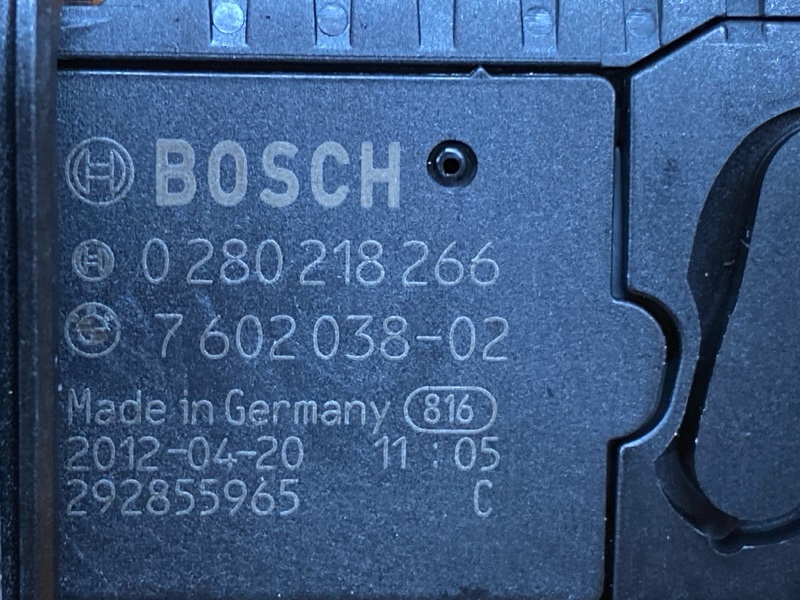 BOSCH
0 280 218 266
7 602 038-02
Made in Germany 816
2012-04-20 11:05
292855965 C